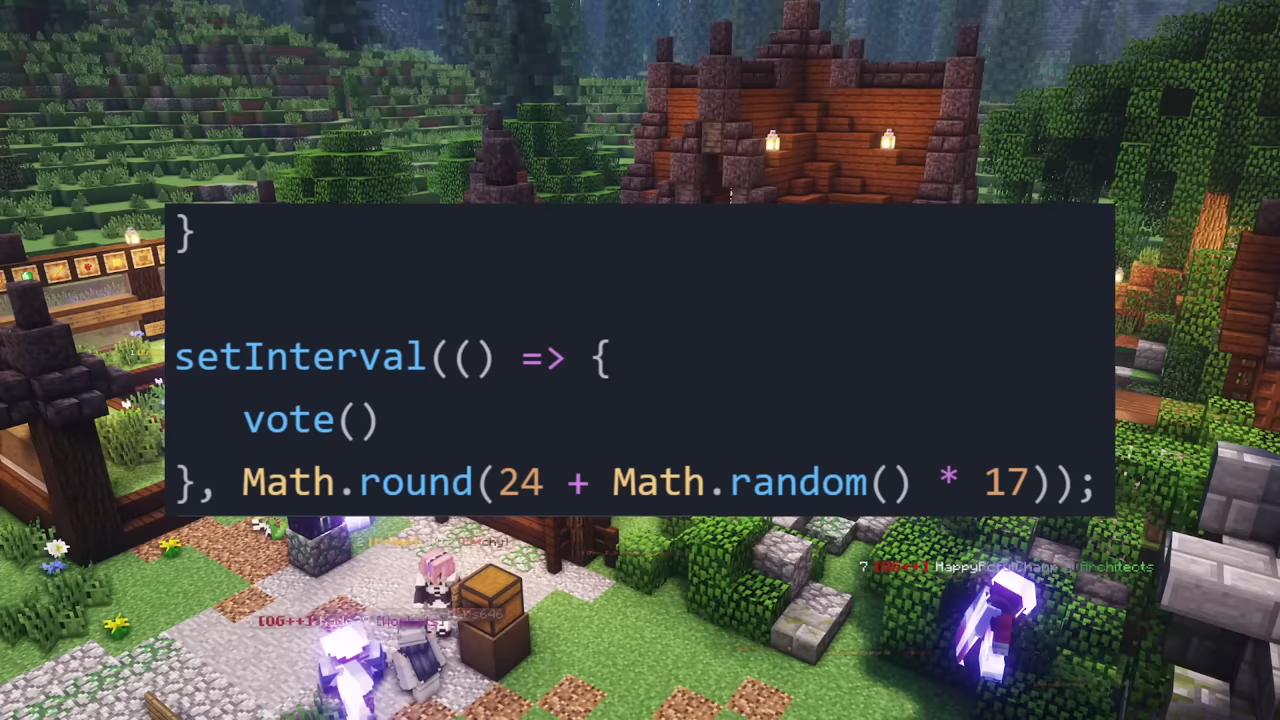 }
setInterval(() => {
vote()
}, Math.round(24 + Math.random() * 17));